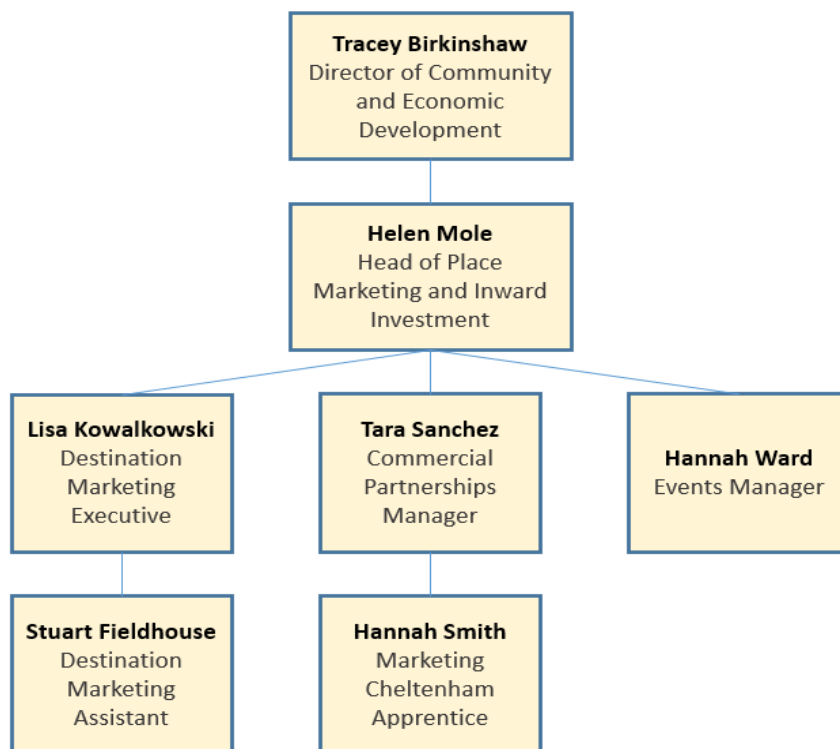 Tracey Birkinshaw
Director of Community
and Economic
Development
Helen Mole
Head of Place
Marketing and Inward
Investment
Lisa Kowalkowski
Destination
Marketing
Executive
Tara Sanchez
Commercial
Partnerships
Manager
Hannah Ward
Events Manager
Stuart Fieldhouse
Destination
Marketing
Assistant
Hannah Smith
Marketing
Cheltenham
Apprentice